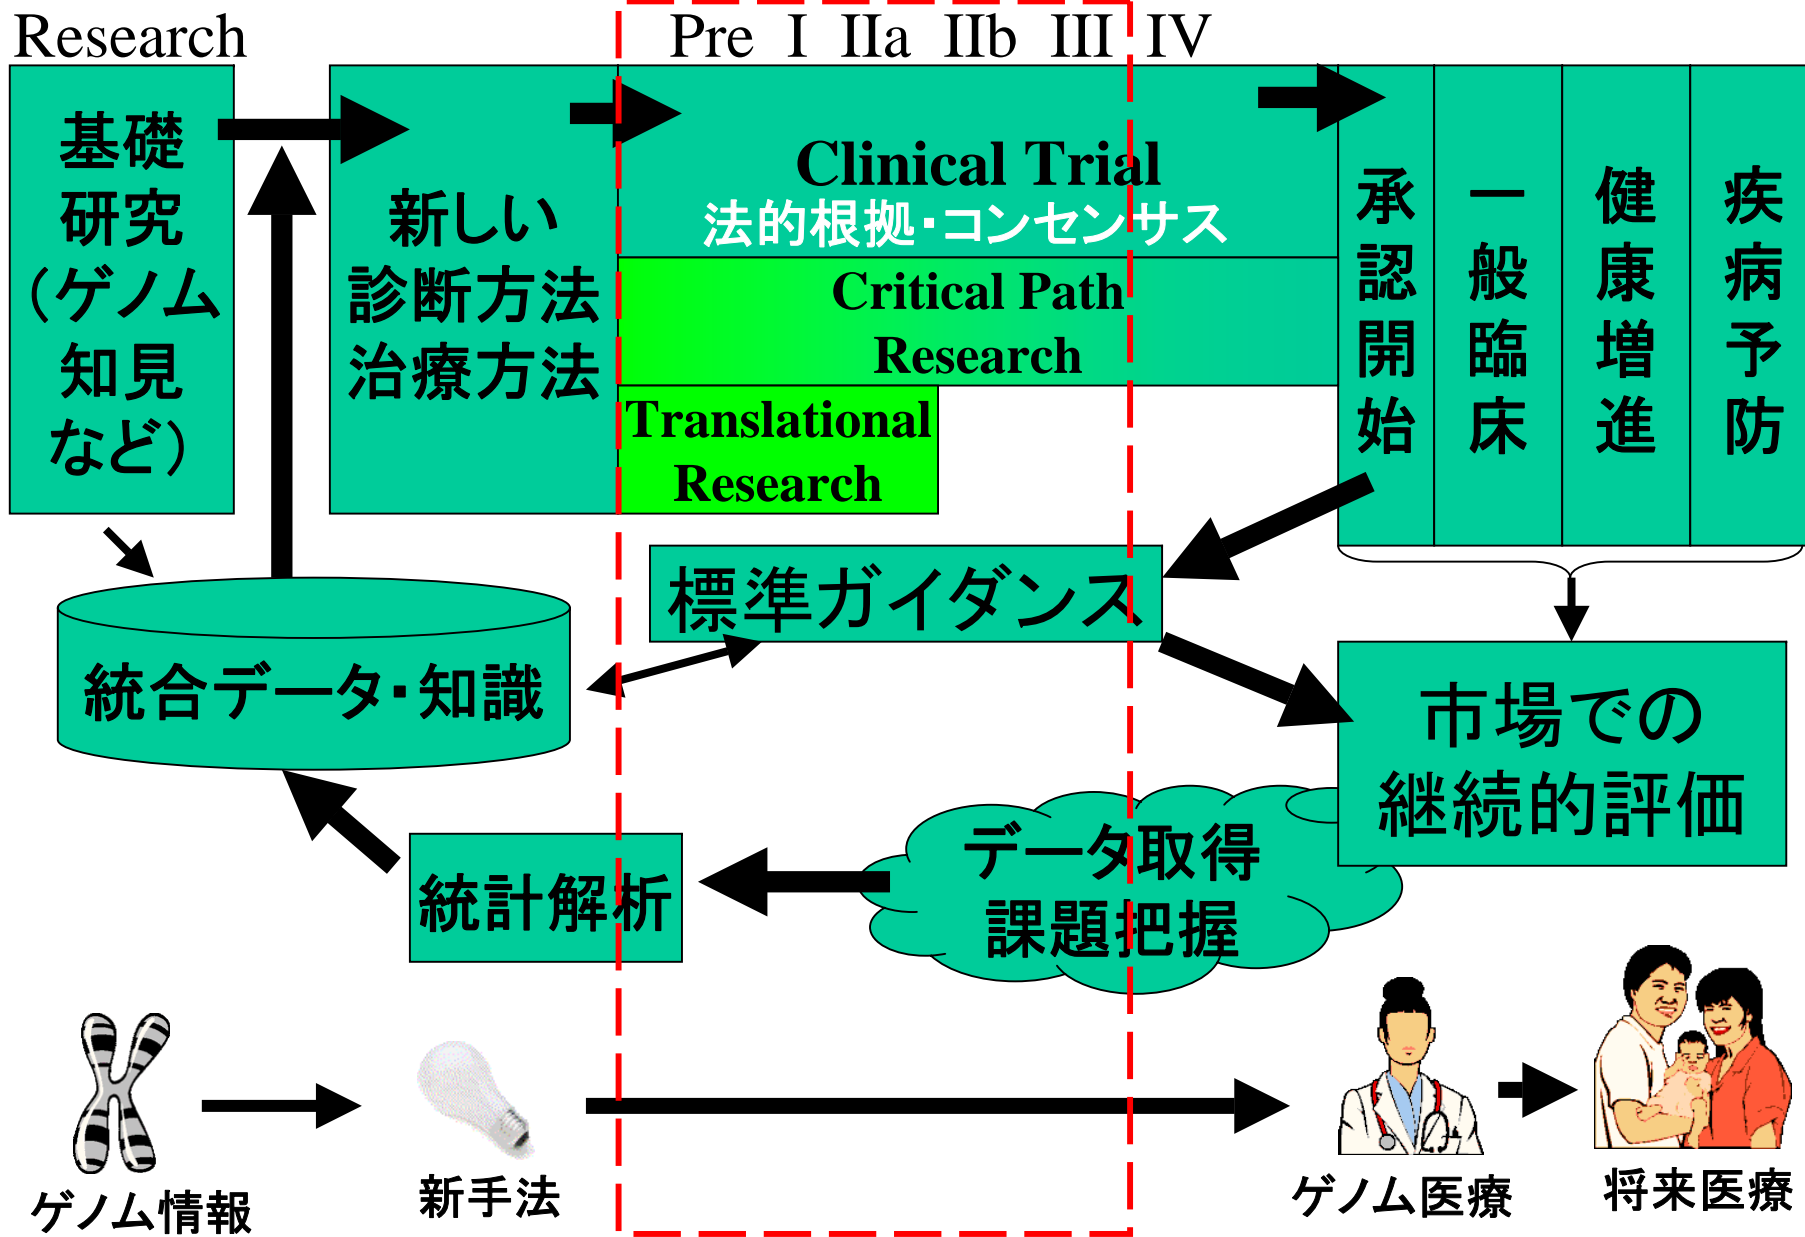 Research
Pre I IIa IIb III IV
基礎
研究
(ゲノム
知見
など)
新しい
診断方法
治療方法
Clinical Trial
法的根拠・コンセンサス
Critical Path
Research
Translational
Research
承認開始
一般臨床
健康増進
疾病予防
標準ガイダンス
統合データ・知識
市場での
継続的評価
データ取得
課題把握
統計解析
ゲノム情報
新手法
ゲノム医療
将来医療